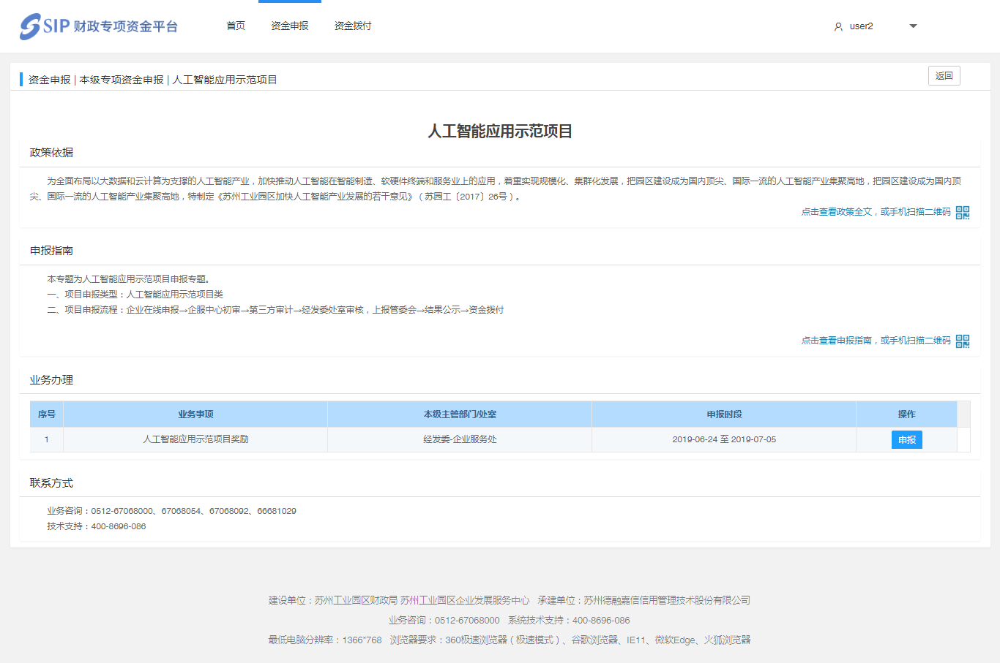 SIP 财政专项资金平台
首页 资金申报 资金拨付 user2
资金申报 | 本级专项资金申报 | 人工智能应用示范项目 返回
人工智能应用示范项目
政策依据
为全面布局以大数据和云计算为支撑的人工智能产业，加快推动人工智能在智能制造、软硬件终端和服务业上的应用，着重实现规模化、集群化发展，把园区建设成为国内顶尖、国际一流的人工智能产业集聚高地，把园区建设成为国内顶
尖、国际一流的人工智能产业集聚高地，特制定《苏州工业园区加快人工智能产业发展的若干意见》（苏园工〔2017〕26号）。
点击查看政策全文，或手机扫描二维码
申报指南
本专题为人工智能应用示范项目申报专题。
一、项目申报类型：人工智能应用示范项目类
二、项目申报流程：企业在线申报→企服中心初审→第三方审计→经发委处室审核，上报管委会→结果公示→资金拨付
点击查看申报指南，或手机扫描二维码
业务办理
序号 业务事项 本级主管部门/处室 申报时段 操作
1 人工智能应用示范项目奖励 经发委-企业服务处 2019-06-24 至 2019-07-05 申报
联系方式
业务咨询：0512-67068000、67068054、67068092、66681029
技术支持：400-8696-086
建设单位：苏州工业园区财政局 苏州工业园区企业发展服务中心 承建单位：苏州德融嘉信信用管理技术股份有限公司
业务咨询：0512-67068000 系统技术支持：400-8696-086
最低电脑分辨率：1366*768 浏览器要求：360极速浏览器（极速模式）、谷歌浏览器、IE11、微软Edge、火狐浏览器